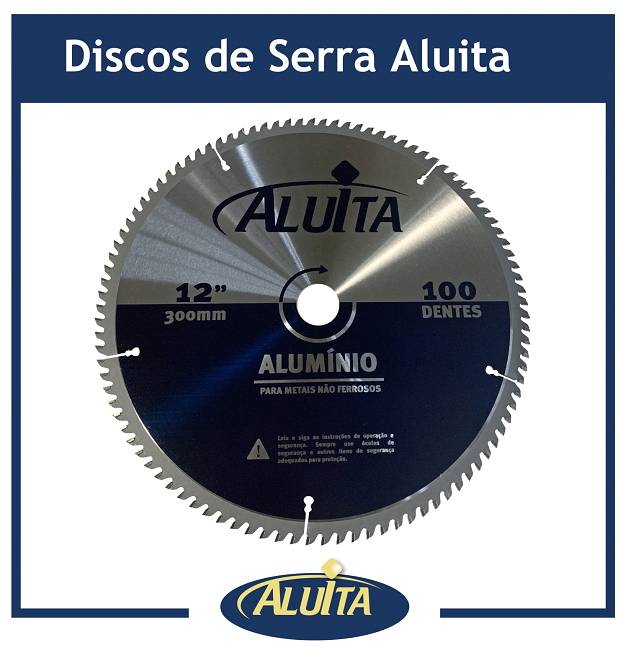 Discos de Serra Aluita
ALUITA
12”
300mm
100
DENTES
ALUMÍNIO
PARA METAIS NÃO FERROSOS
Leia e siga as instruções de operação e
segurança. Sempre use óculos de
segurança e outros itens de segurança
adequados para proteção.
ALUITA